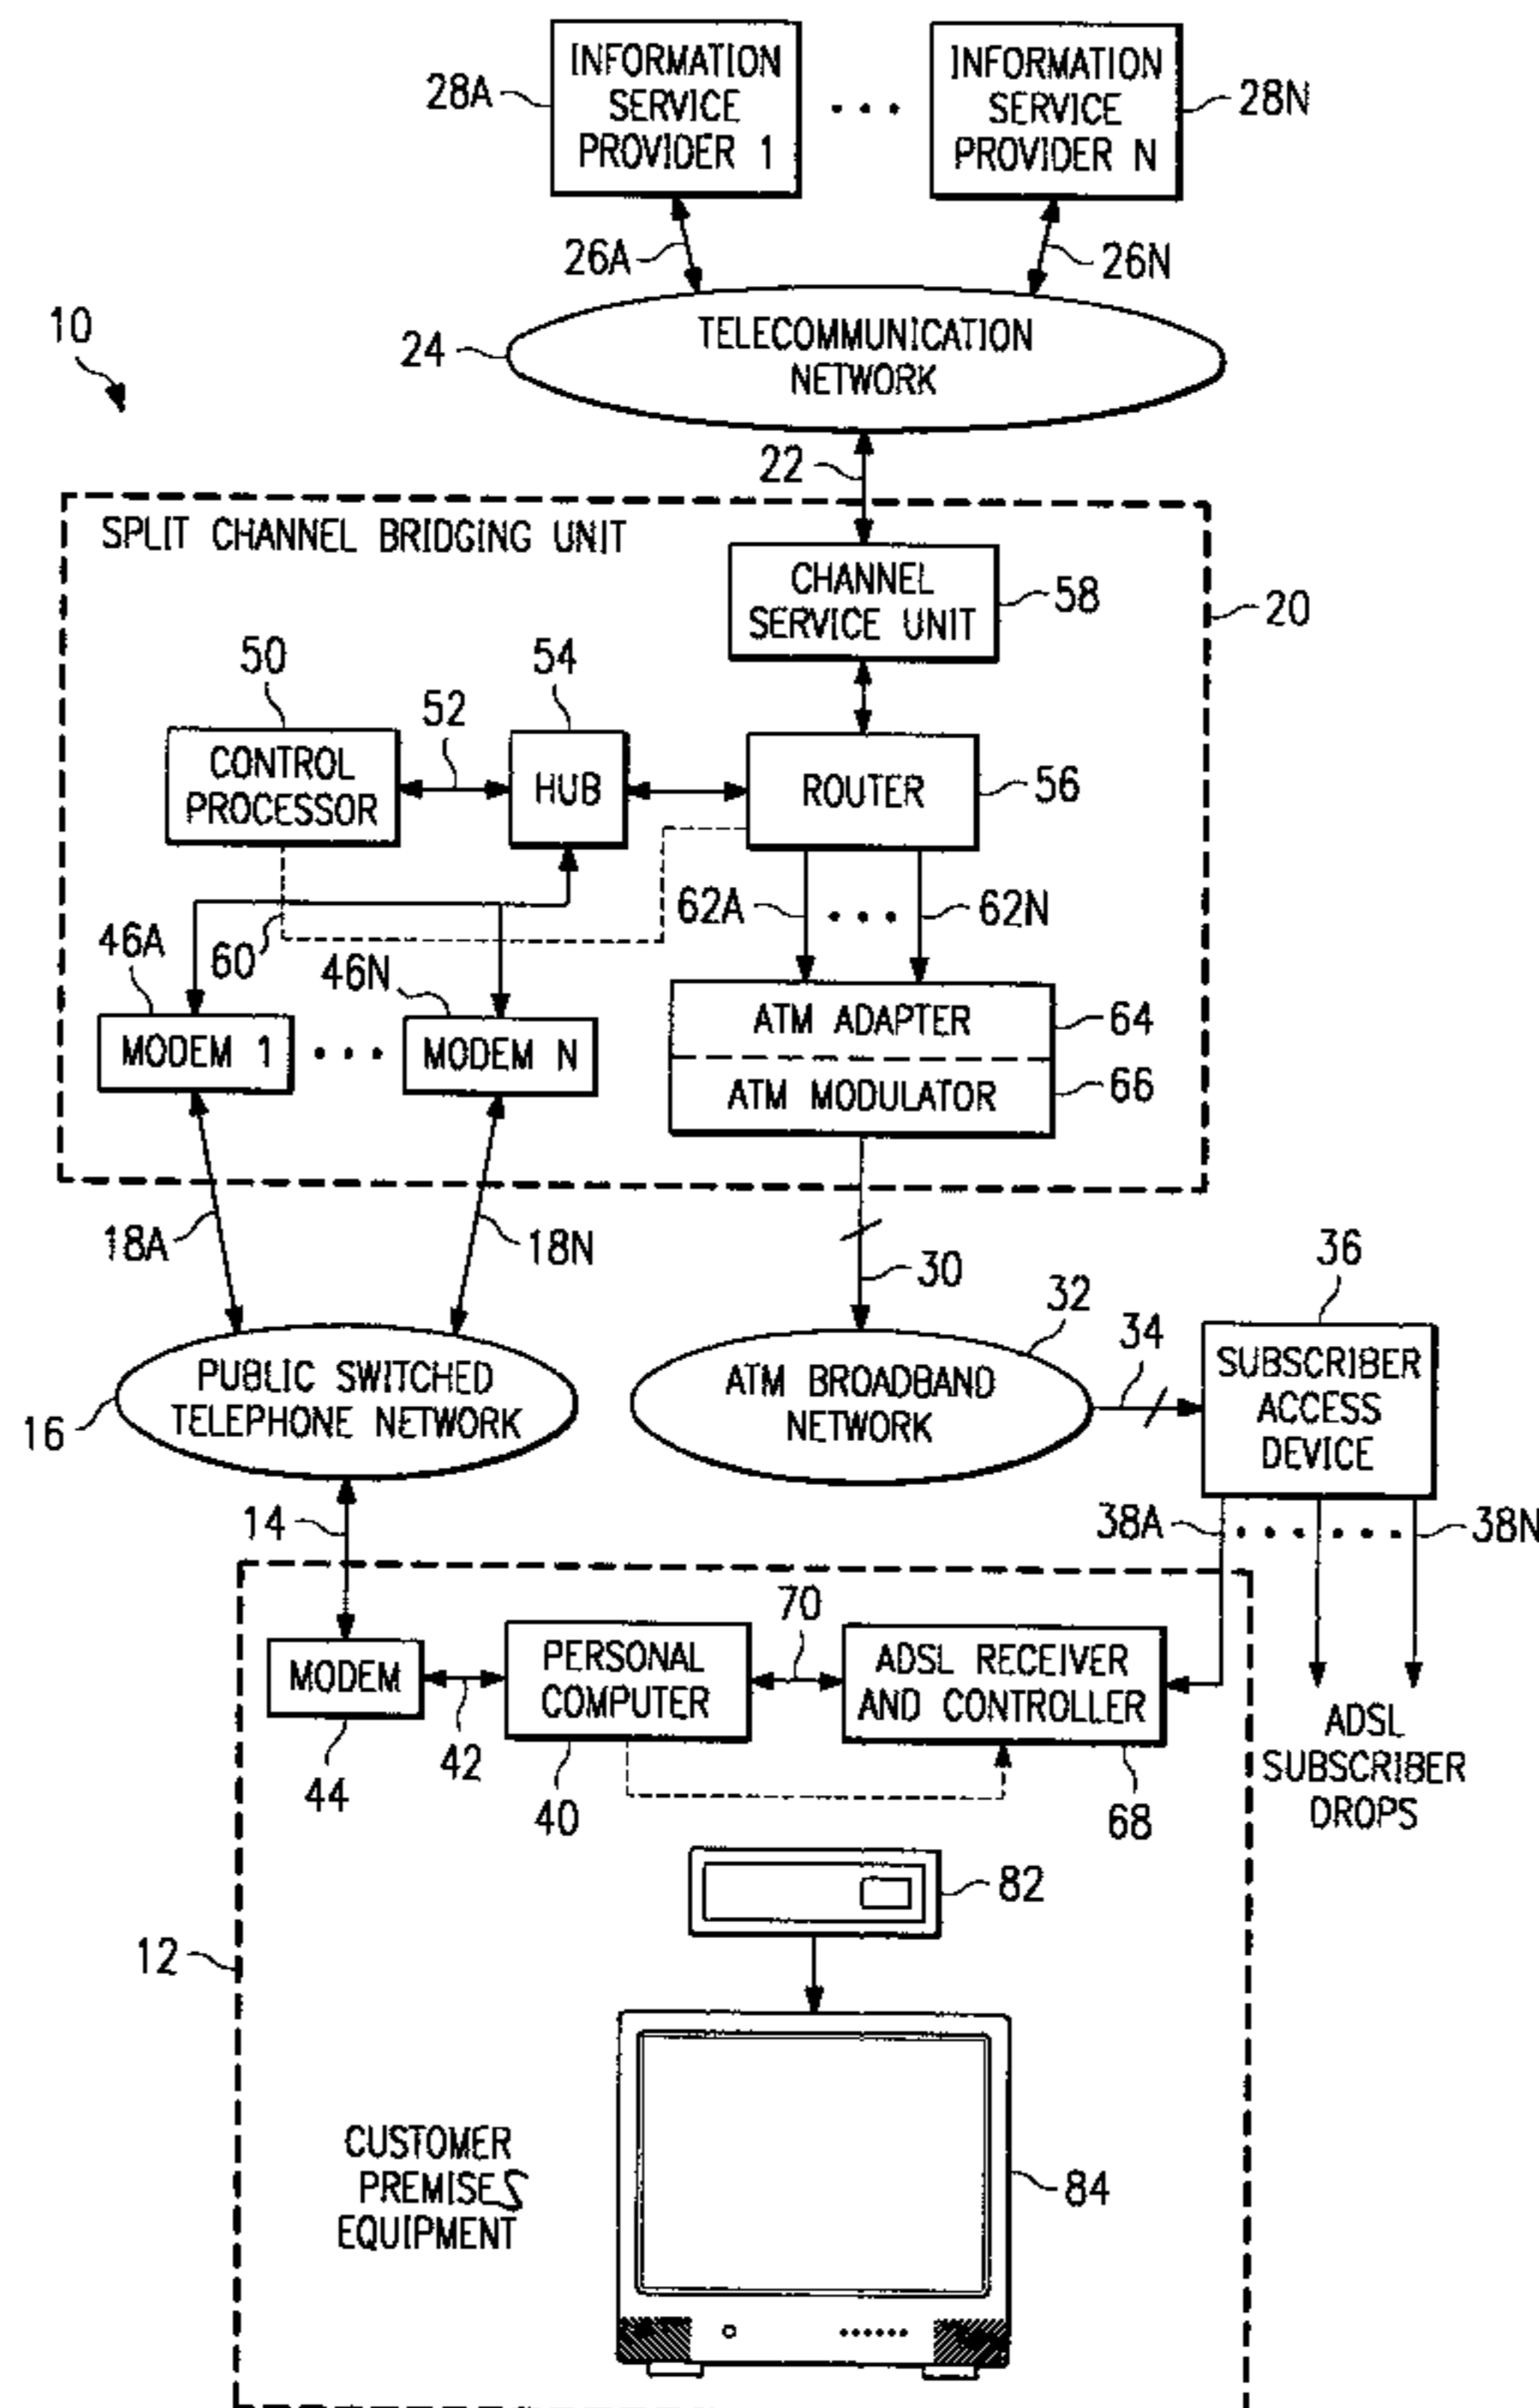 INFORMATION
SERVICE
PROVIDER 1
INFORMATION
SERVICE
PROVIDER N
28A
28N
26A
26N
10
24
TELECOMMUNICATION
NETWORK
22
SPLIT CHANNEL BRIDGING UNIT
CHANNEL
SERVICE UNIT
58
20
50
54
52
CONTROL
PROCESSOR
HUB
ROUTER
56
62A
62N
46A
60
46N
MODEM 1
MODEM N
ATM ADAPTER
64
ATM MODULATOR
66
18A
18N
30
32
34
36
PUBLIC SWITCHED
TELEPHONE NETWORK
16
ATM BROADBAND
NETWORK
SUBSCRIBER
ACCESS
DEVICE
14
38A
38N
70
MODEM
PERSONAL
COMPUTER
ADSL RECEIVER
AND CONTROLLER
44
42
40
68
ADSL
SUBSCRIBER
DROPS
82
12
CUSTOMER
PREMISES
EQUIPMENT
84